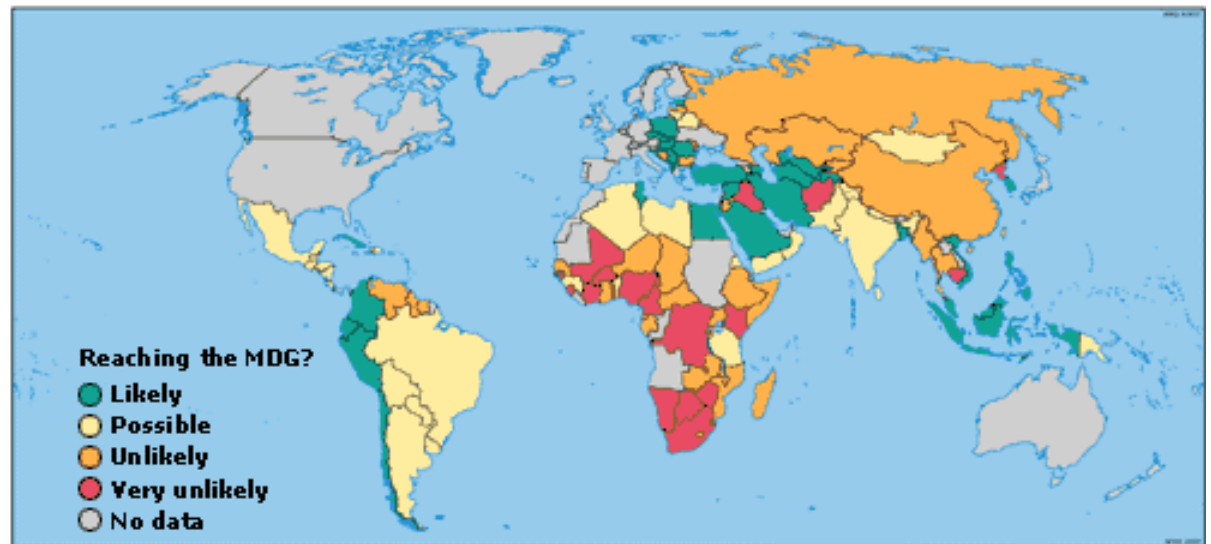 Reaching the MDG?
Likely
Possible
Unlikely
Very unlikely
No data